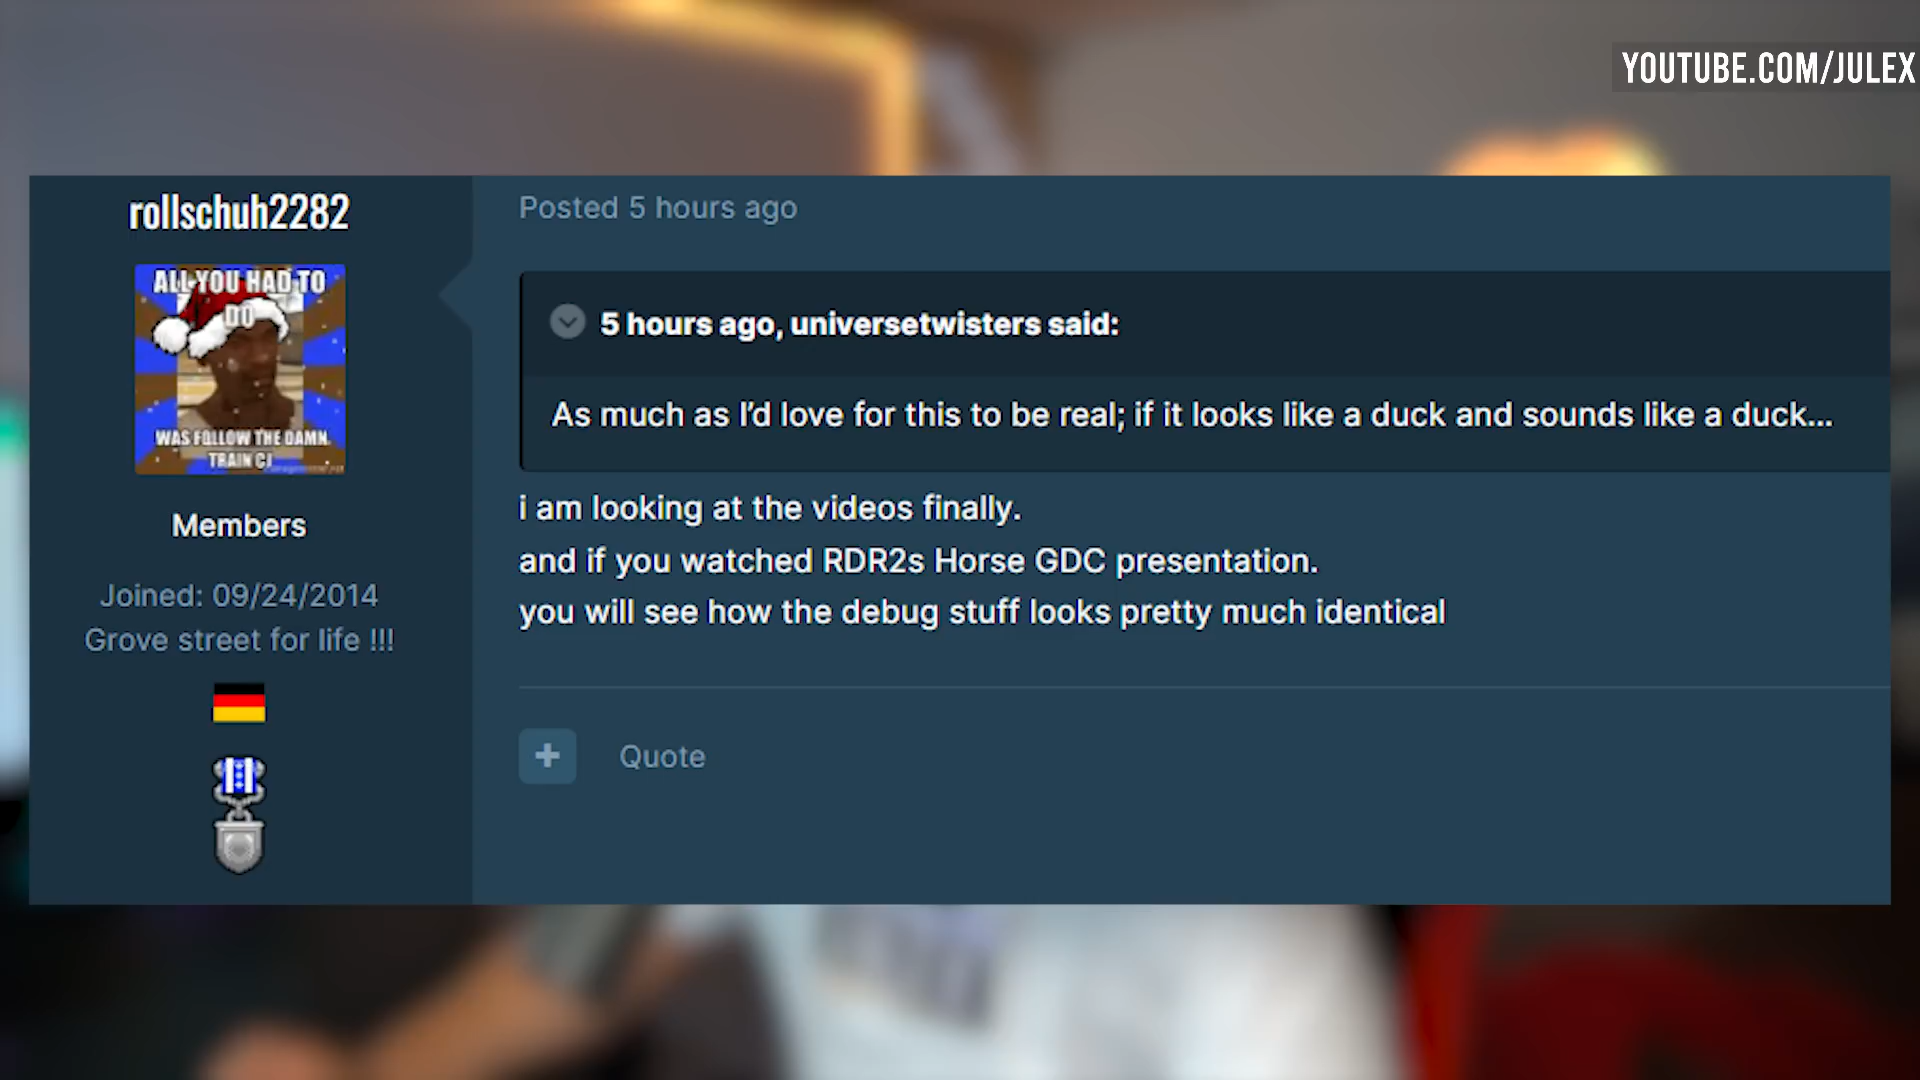 YOUTUBE.COM/JULEX
rollschuh2282
ALL YOU HAD TO
DO
WAS FOLLOW THE DAMN
TRAIN CJ
Members
Joined: 09/24/2014
Grove street for life !!!
Posted 5 hours ago
5 hours ago, universetwisters said:
As much as I’d love for this to be real; if it looks like a duck and sounds like a duck...
i am looking at the videos finally.
and if you watched RDR2s Horse GDC presentation.
you will see how the debug stuff looks pretty much identical
+ Quote